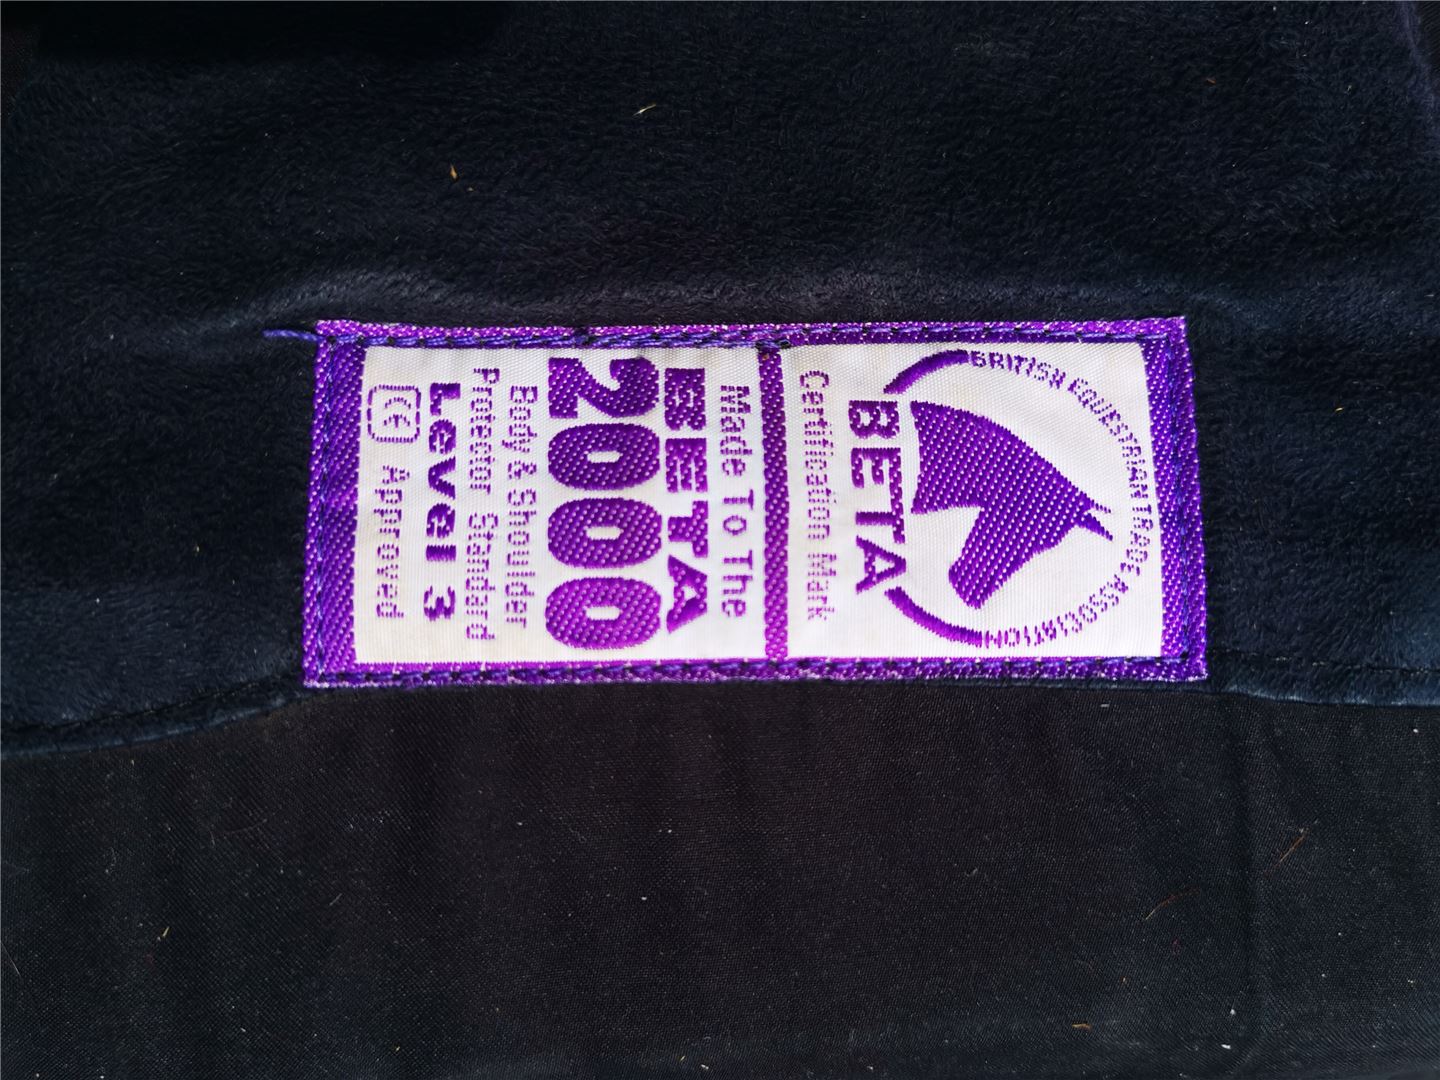 BRITISH EQUESTRIAN TRADE ASSOCIATION
BETA
Certification Mark
Made To The
BETA
2000
Body & Shoulder
Protector Standard
Level 3
CE Approved